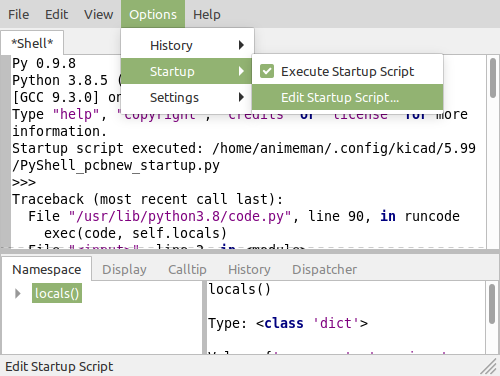 File Edit View Options Help
*Shell*
History
Startup
Settings
Execute Startup Script
Edit Startup Script...
Py 0.9.8
Python 3.8.5 (
[GCC 9.3.0] on
Type "help", "copyright", "credits" or "license" for more
information.
Startup script executed: /home/animeman/.config/kicad/5.99
/PyShell_pcbnew_startup.py
>>>
Traceback (most recent call last):
File "/usr/lib/python3.8/code.py", line 90, in runcode
exec(code, self.locals)
File "<input>", line 2, in <module>
Namespace Display Calltip History Dispatcher
locals()
locals()
Type: <class 'dict'>
Edit Startup Script